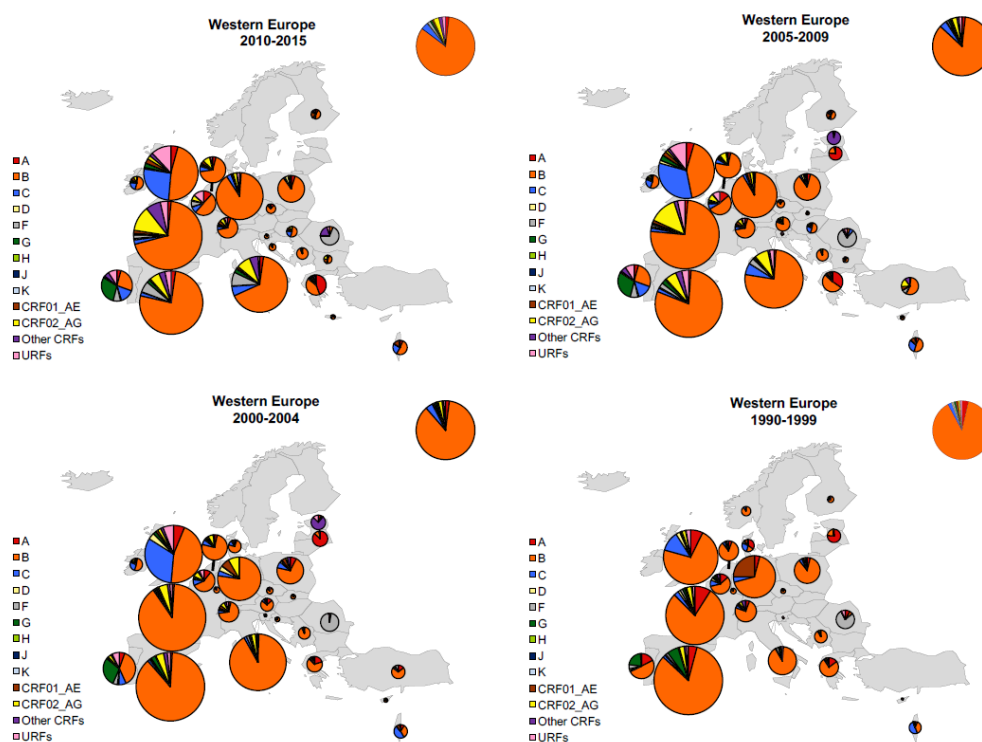 Western Europe
2010-2015
A
B
C
D
F
G
H
J
K
CRF01_AE
CRF02_AG
Other CRFs
URFs
Western Europe
2005-2009
A
B
C
D
F
G
H
J
K
CRF01_AE
CRF02_AG
Other CRFs
URFs
Western Europe
2000-2004
A
B
C
D
F
G
H
J
K
CRF01_AE
CRF02_AG
Other CRFs
URFs
Western Europe
1990-1999
A
B
C
D
F
G
H
J
K
CRF01_AE
CRF02_AG
Other CRFs
URFs